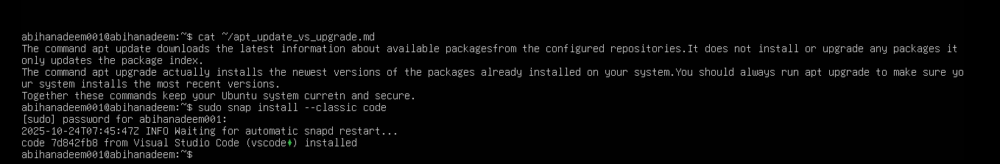 abihanadeem001@abihanadeem:~$ cat ~/apt_update_vs_upgrade.md
The command apt update downloads the latest information about available packagesfrom the configured repositories.It does not install or upgrade any packages it
only updates the package index.
The command apt upgrade actually installs the newest versions of the packages already installed on your system.You should always run apt upgrade to make sure yo
ur system installs the most recent versions.
Together these commands keep your Ubuntu system curretn and secure.
abihanadeem001@abihanadeem:~$ sudo snap install --classic code
[sudo] password for abihanadeem001:
2025-10-24T07:45:47Z INFO Waiting for automatic snapd restart...
code 7d842fb8 from Visual Studio Code (vscode♦) installed
abihanadeem001@abihanadeem:~$